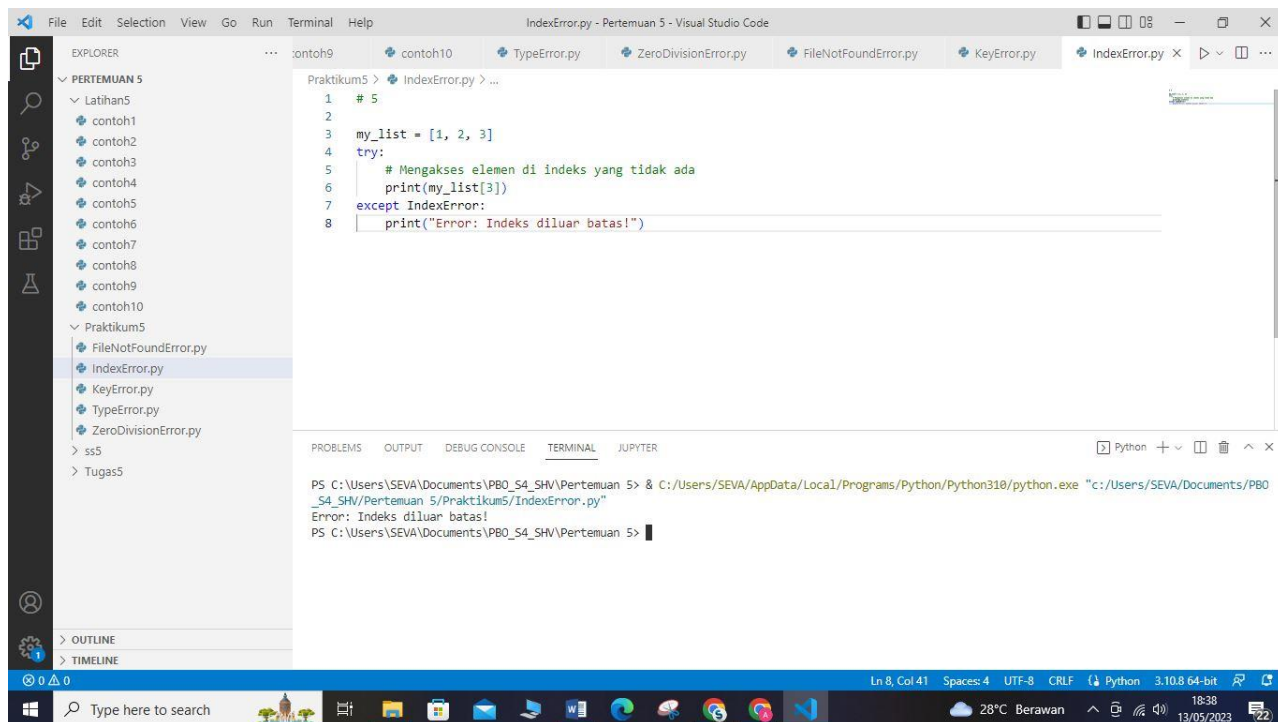 File Edit Selection View Go Run Terminal Help
IndexError.py - Pertemuan 5 - Visual Studio Code
EXPLORER
contoh9 contoh10 TypeError.py ZeroDivisionError.py FileNotFoundError.py KeyError.py IndexError.py
PERTEMUAN 5
Latihan5
contoh1
contoh2
contoh3
contoh4
contoh5
contoh6
contoh7
contoh8
contoh9
contoh10
Praktikum5
FileNotFoundError.py
IndexError.py
KeyError.py
TypeError.py
ZeroDivisionError.py
ss5
Tugas5
OUTLINE
TIMELINE
Praktikum5 > IndexError.py > ...
1 # 5
2
3 my_list = [1, 2, 3]
4 try:
5 # Mengakses elemen di indeks yang tidak ada
6 print(my_list[3])
7 except IndexError:
8 print("Error: Indeks diluar batas!")
PROBLEMS OUTPUT DEBUG CONSOLE TERMINAL JUPYTER
Python
PS C:\Users\SEVA\Documents\PBO_S4_SHV\Pertemuan 5> & C:/Users/SEVA/AppData/Local/Programs/Python/Python310/python.exe "c:/Users/SEVA/Documents/PBO
_S4_SHV/Pertemuan 5/Praktikum5/IndexError.py"
Error: Indeks diluar batas!
PS C:\Users\SEVA\Documents\PBO_S4_SHV\Pertemuan 5>
1
0 0
Ln 8, Col 41 Spaces: 4 UTF-8 CRLF Python 3.10.8 64-bit
Type here to search
28°C Berawan
18:38
13/05/2023
22